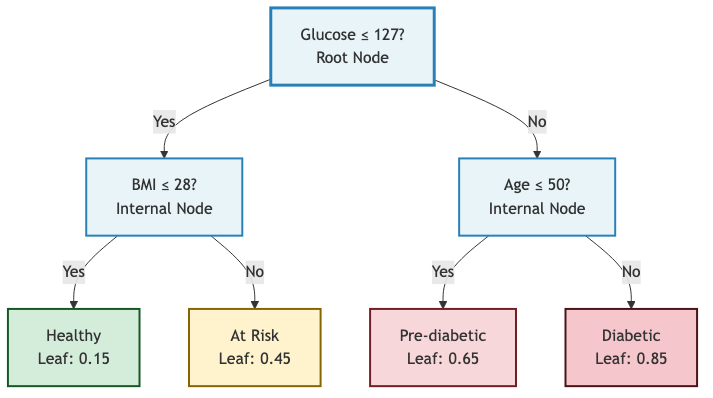 Glucose ≤ 127?
Root Node
Yes
No
BMI ≤ 28?
Internal Node
Age ≤ 50?
Internal Node
Yes
No
Yes
No
Healthy
Leaf: 0.15
At Risk
Leaf: 0.45
Pre-diabetic
Leaf: 0.65
Diabetic
Leaf: 0.85